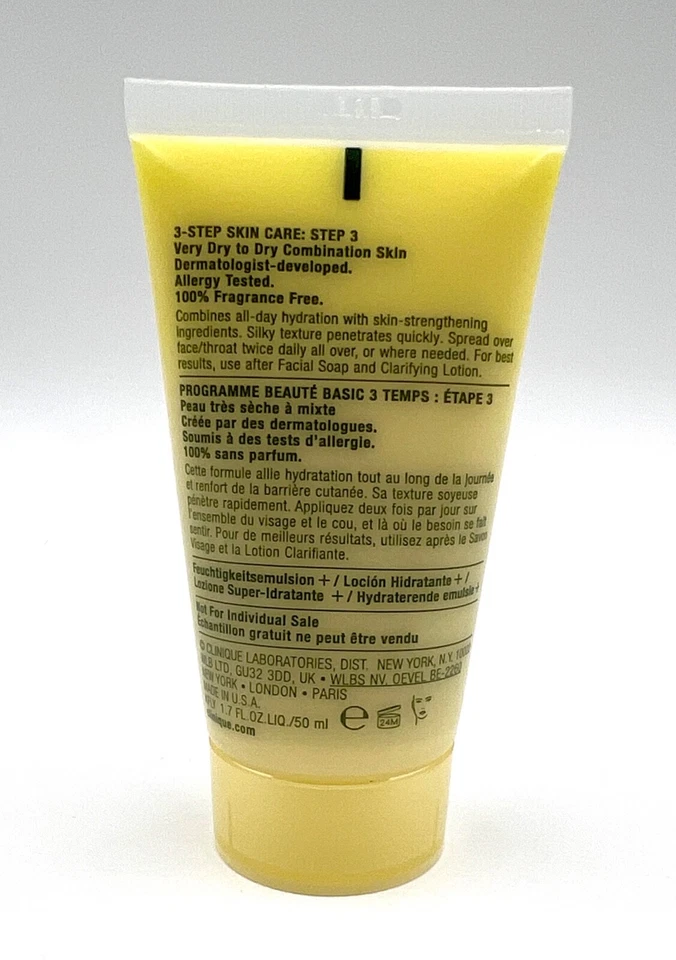 3-STEP SKIN CARE: STEP 3
Very Dry to Dry Combination Skin
Dermatologist-developed.
Allergy Tested.
100% Fragrance Free.
Combines all-day hydration with skin-strengthening
ingredients. Silky texture penetrates quickly. Spread over
face/throat twice daily all over, or where needed. For best
results, use after Facial Soap and Clarifying Lotion.
PROGRAMME BEAUTÉ BASIC 3 TEMPS : ÉTAPE 3
Peau très sèche à mixte
Créée par des dermatologues.
Soumis à des tests d'allergie.
100% sans parfum.
Cette formule allie hydratation tout au long de la journée
et renfort de la barrière cutanée. Sa texture soyeuse
pénètre rapidement. Appliquez deux fois par jour sur
l'ensemble du visage et le cou, et là où le besoin se fait
sentir. Pour de meilleurs résultats, utilisez après le Savon
Visage et la Lotion Clarifiante.
Feuchtigkeitsemulsion + / Loción Hidratante + /
Lozione Super-Idratante + / Hydraterende emulsie +
Not For Individual Sale
Echantillon gratuit ne peut être vendu
© CLINIQUE LABORATORIES, DIST. NEW YORK, N.Y.
WLB LTD, GU32 3DD, UK • WLBS NV. OEVEL BE-2260
NEW YORK • LONDON • PARIS
MADE IN U.S.A.
1.7 FL.OZ.LIQ./50 ml e 24M
clinique.com